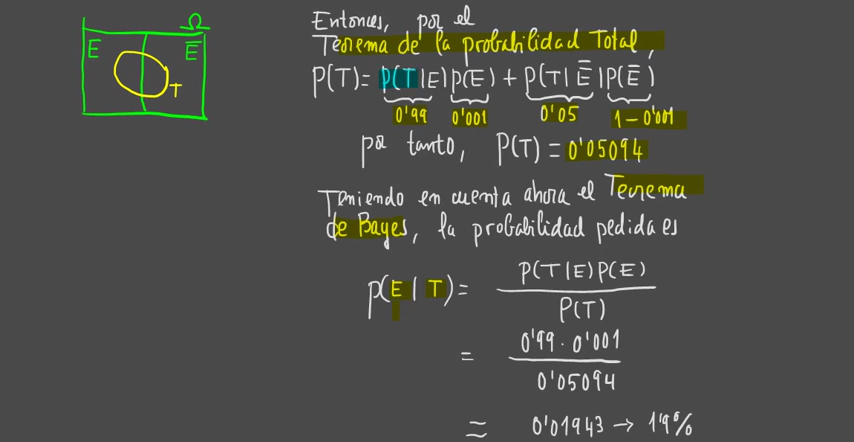 Ω
E
E̅
T
Entonces, por el
Teorema de la probabilidad Total,
P(T)= P(T|E)P(E) + P(T|E̅)P(E̅)
0'99 0'001 0'05 1-0'001
por tanto, P(T) = 0'05094
Teniendo en cuenta ahora el Teorema
de Bayes, la probabilidad pedida es
P(E|T) = P(T|E)P(E)
P(T)
= 0'99 · 0'001
0'05094
≈ 0'01943 → 1'9%